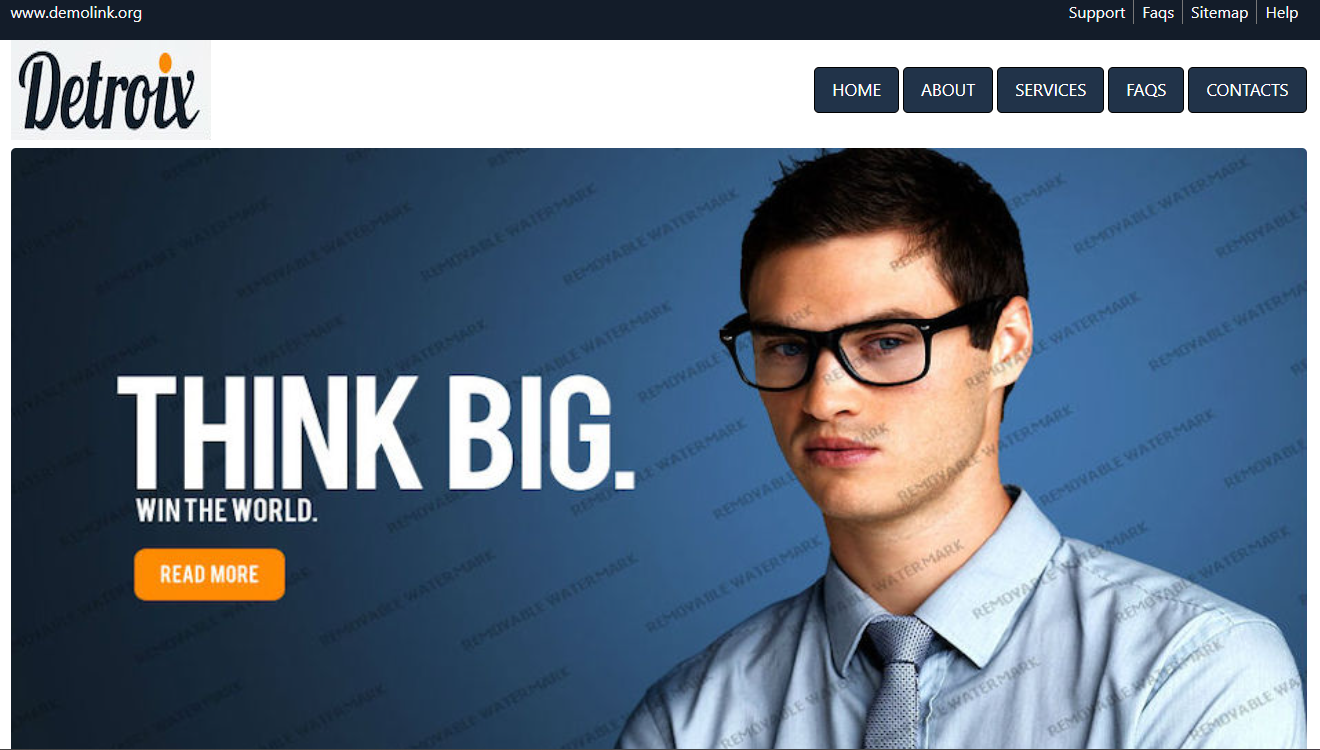 www.demolink.org
Support Faqs Sitemap Help
Detroix
HOME ABOUT SERVICES FAQS CONTACTS
THINK BIG.
WIN THE WORLD.
READ MORE
REMOVABLE WATERMARK